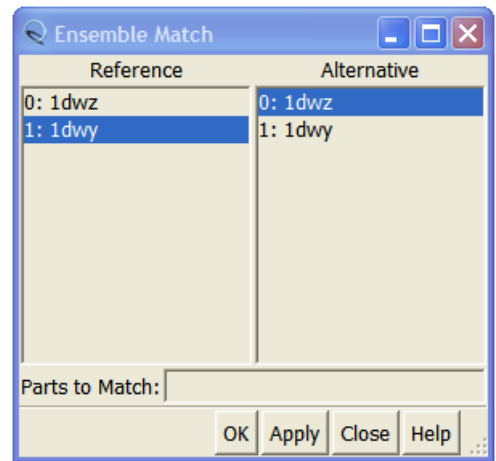 Ensemble Match
Reference Alternative
0: 1dwz 0: 1dwz
1: 1dwy 1: 1dwy
Parts to Match:
OK Apply Close Help